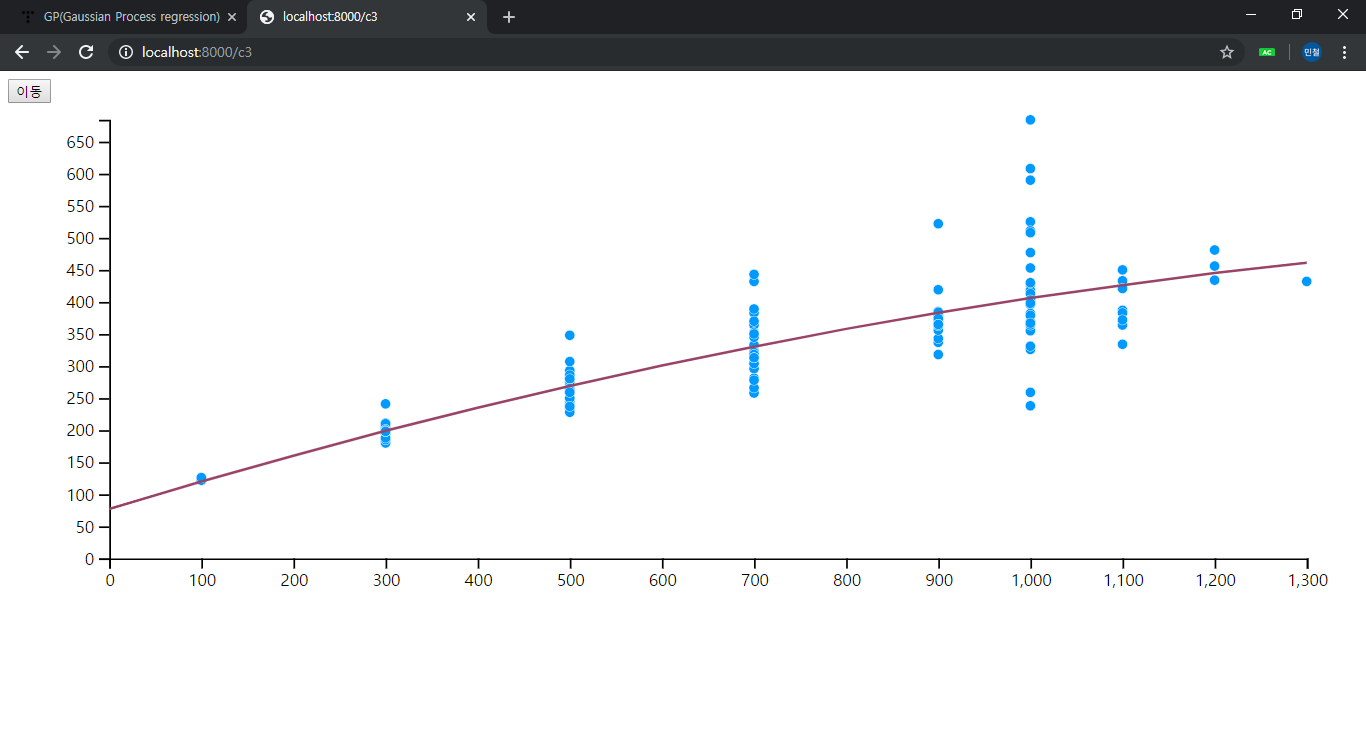 GP(Gaussian Process regression)
localhost:8000/c3
localhost:8000/c3
AC
민철
이동
650
600
550
500
450
400
350
300
250
200
150
100
50
0
0 100 200 300 400 500 600 700 800 900 1,000 1,100 1,200 1,300